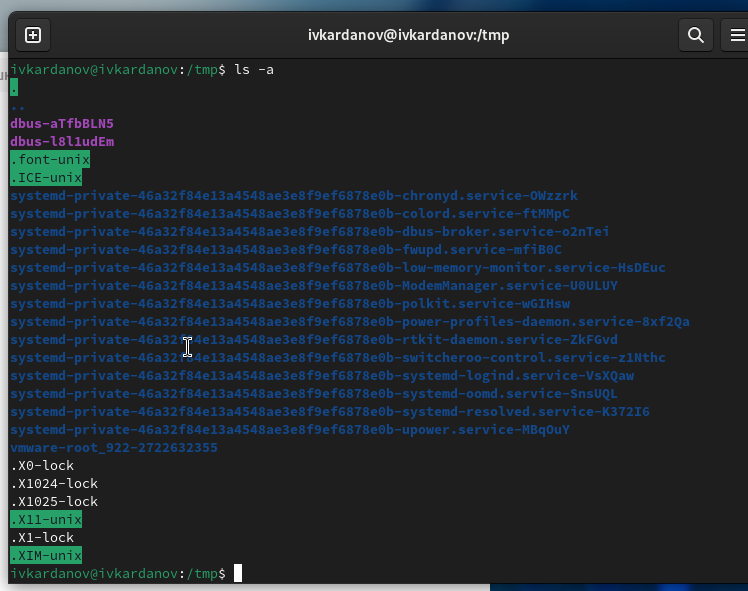 ivkardanov@ivkardanov:/tmp
ivkardanov@ivkardanov:/tmp$ ls -a
.
..
dbus-aTfbBLN5
dbus-l8l1udEm
.font-unix
.ICE-unix
systemd-private-46a32f84e13a4548ae3e8f9ef6878e0b-chronyd.service-OWzzrk
systemd-private-46a32f84e13a4548ae3e8f9ef6878e0b-colord.service-ftMMpC
systemd-private-46a32f84e13a4548ae3e8f9ef6878e0b-dbus-broker.service-o2nTei
systemd-private-46a32f84e13a4548ae3e8f9ef6878e0b-fwupd.service-mfiB0C
systemd-private-46a32f84e13a4548ae3e8f9ef6878e0b-low-memory-monitor.service-HsDEuc
systemd-private-46a32f84e13a4548ae3e8f9ef6878e0b-ModemManager.service-U0ULUY
systemd-private-46a32f84e13a4548ae3e8f9ef6878e0b-polkit.service-wGIHsw
systemd-private-46a32f84e13a4548ae3e8f9ef6878e0b-power-profiles-daemon.service-8xf2Qa
systemd-private-46a32f84e13a4548ae3e8f9ef6878e0b-rtkit-daemon.service-ZkFGvd
systemd-private-46a32f84e13a4548ae3e8f9ef6878e0b-switcheroo-control.service-z1Nthc
systemd-private-46a32f84e13a4548ae3e8f9ef6878e0b-systemd-logind.service-VsXQaw
systemd-private-46a32f84e13a4548ae3e8f9ef6878e0b-systemd-oomd.service-SnsUQL
systemd-private-46a32f84e13a4548ae3e8f9ef6878e0b-systemd-resolved.service-K372I6
systemd-private-46a32f84e13a4548ae3e8f9ef6878e0b-upower.service-MBqOuY
vmware-root_922-2722632355
.X0-lock
.X1024-lock
.X1025-lock
.X11-unix
.X1-lock
.XIM-unix
ivkardanov@ivkardanov:/tmp$